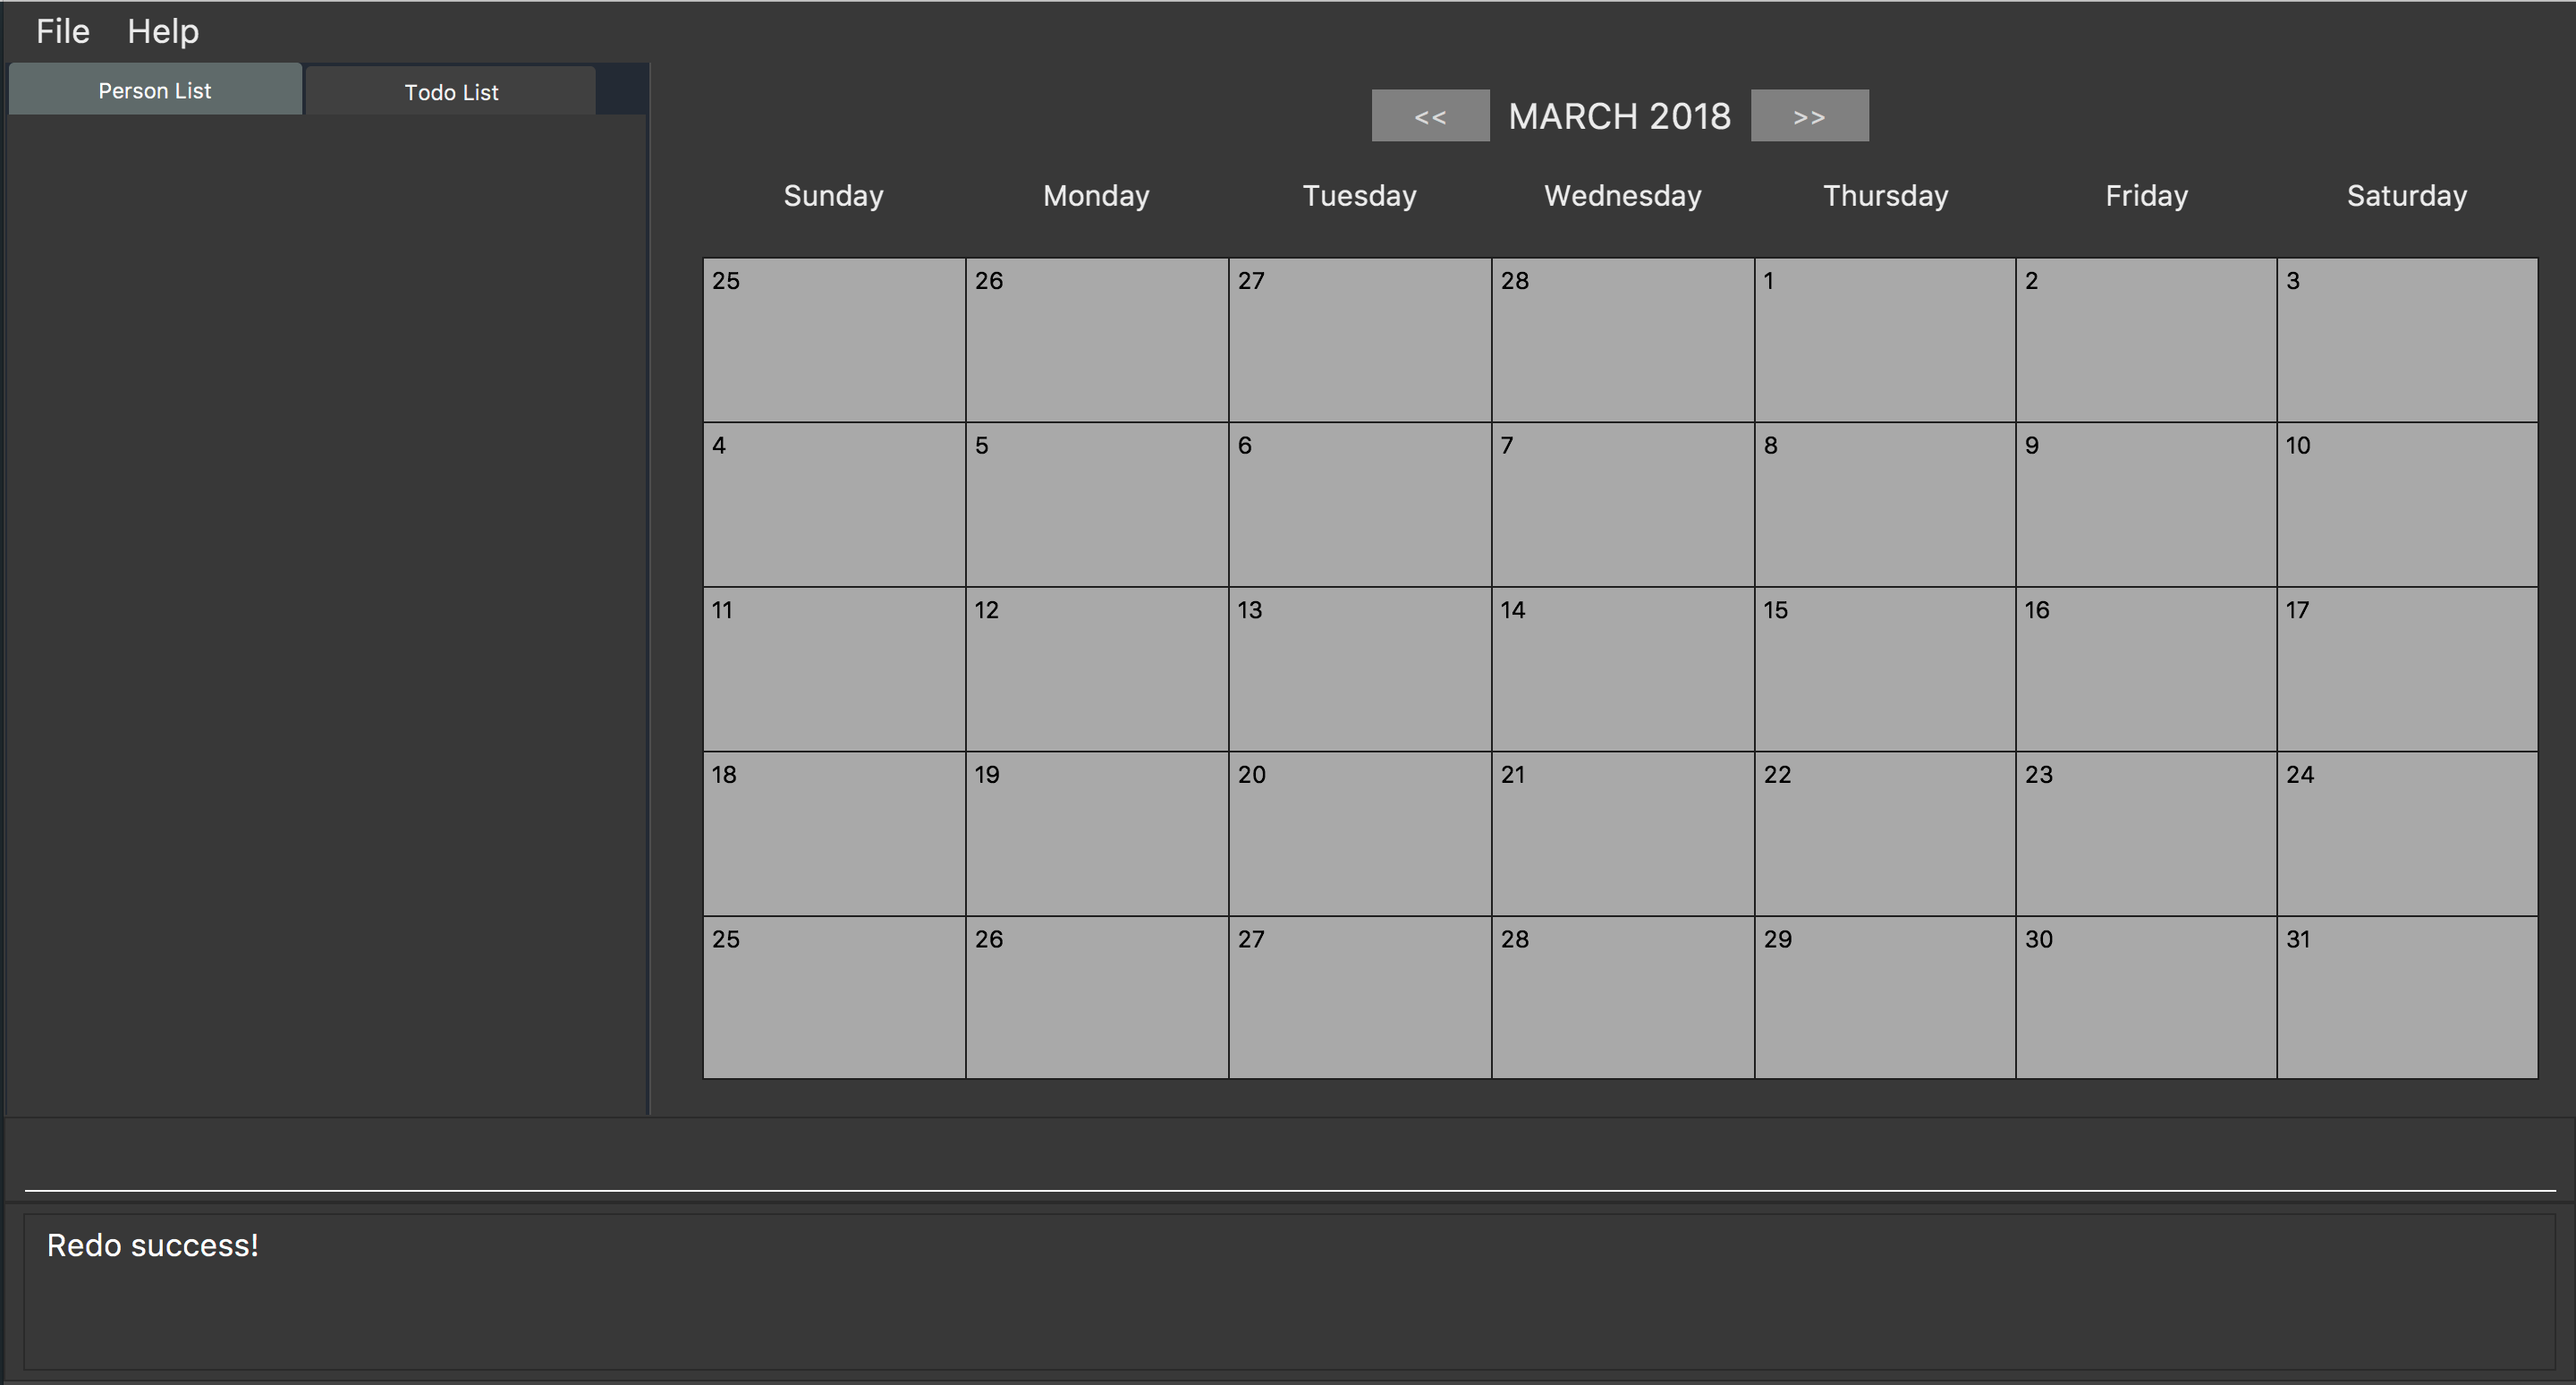 File Help
Person List Todo List
<< MARCH 2018 >>
Sunday Monday Tuesday Wednesday Thursday Friday Saturday
25 26 27 28 1 2 3
4 5 6 7 8 9 10
11 12 13 14 15 16 17
18 19 20 21 22 23 24
25 26 27 28 29 30 31
Redo success!